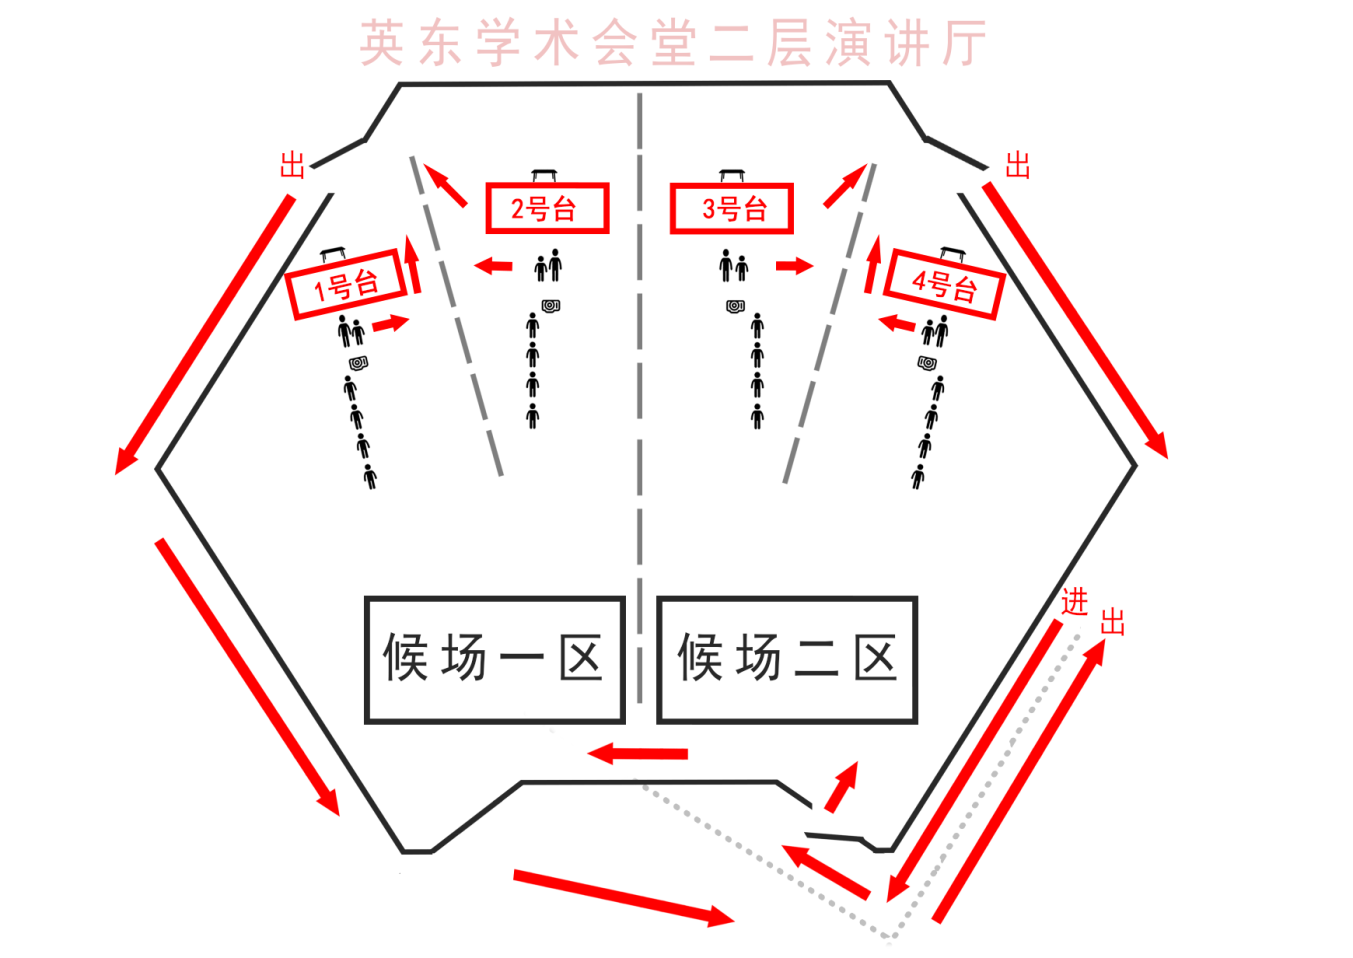 英东学术会堂二层演讲厅
出
出
2号台
3号台
1号台
4号台
进
出
候场一区
候场二区